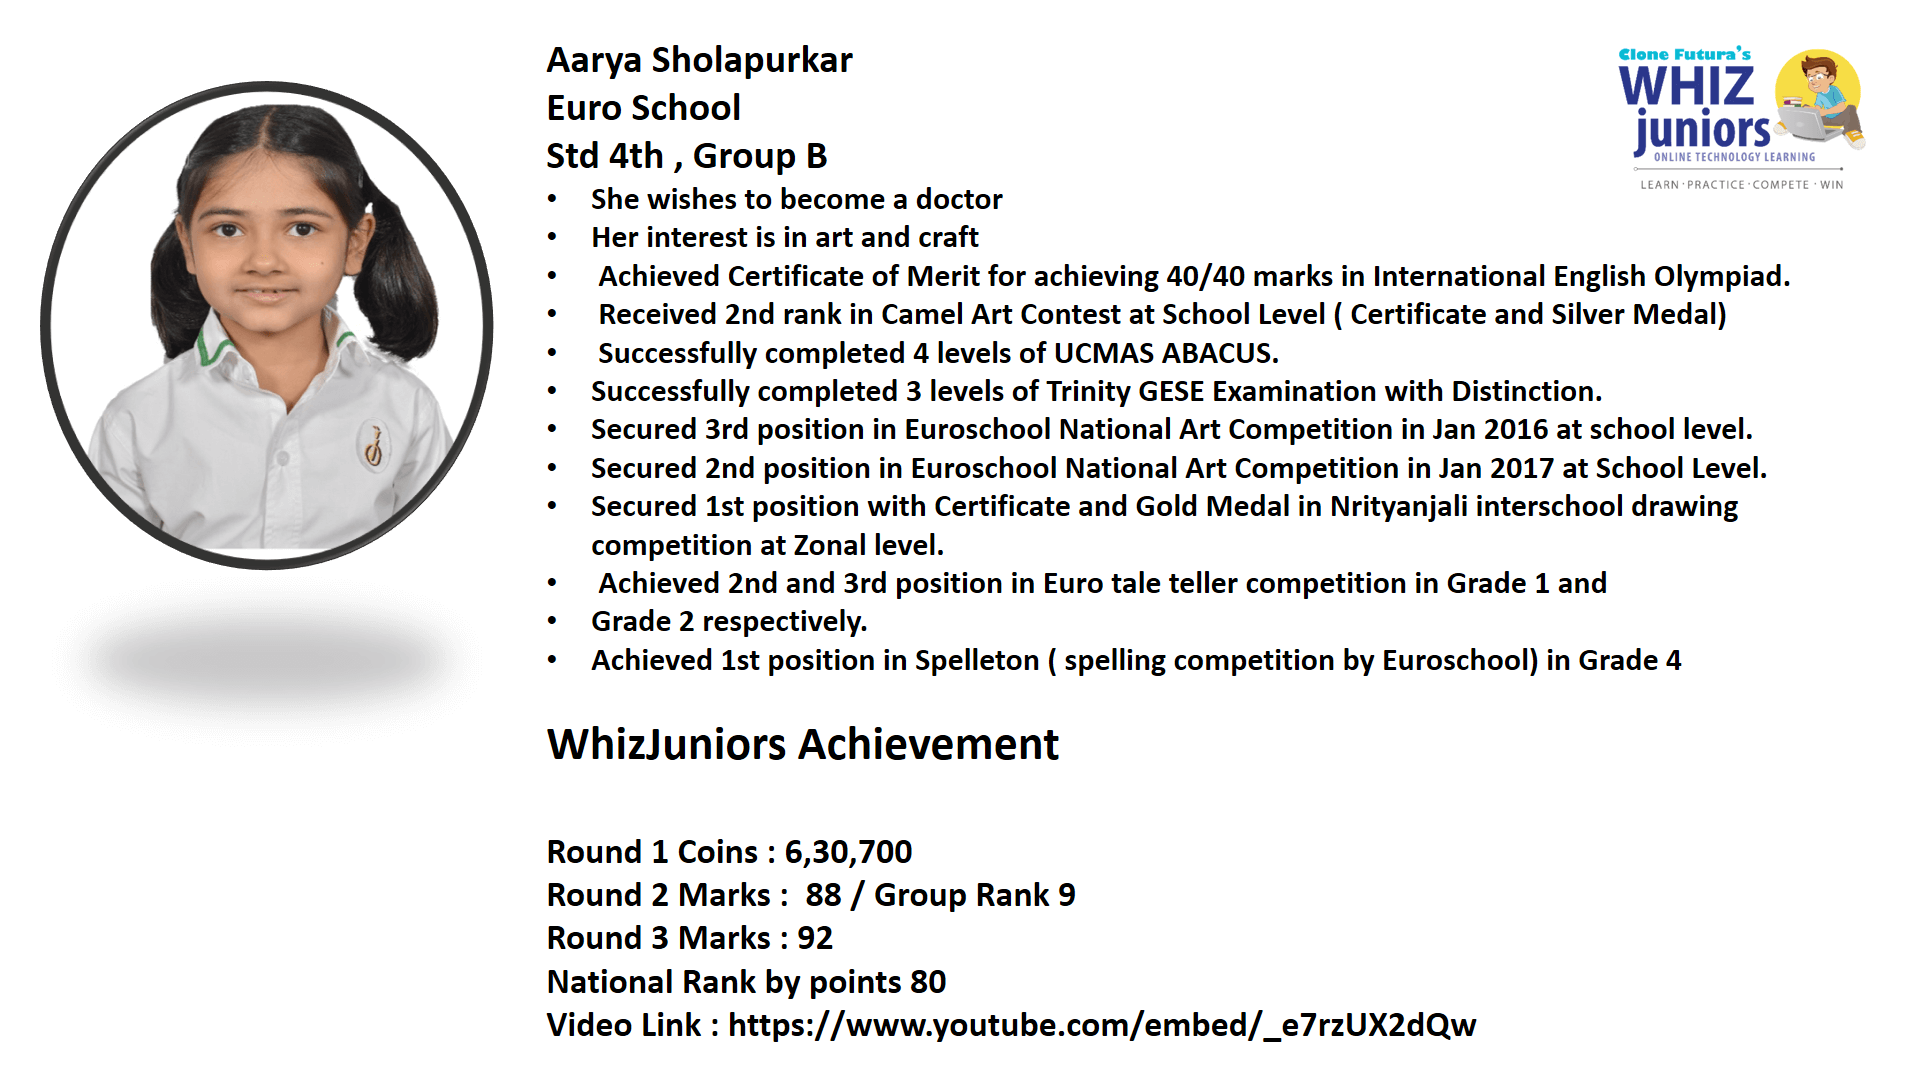 Aarya Sholapurkar
Euro School
Std 4th , Group B
• She wishes to become a doctor
• Her interest is in art and craft
• Achieved Certificate of Merit for achieving 40/40 marks in International English Olympiad.
• Received 2nd rank in Camel Art Contest at School Level ( Certificate and Silver Medal)
• Successfully completed 4 levels of UCMAS ABACUS.
• Successfully completed 3 levels of Trinity GESE Examination with Distinction.
• Secured 3rd position in Euroschool National Art Competition in Jan 2016 at school level.
• Secured 2nd position in Euroschool National Art Competition in Jan 2017 at School Level.
• Secured 1st position with Certificate and Gold Medal in Nrityanjali interschool drawing
competition at Zonal level.
• Achieved 2nd and 3rd position in Euro tale teller competition in Grade 1 and
• Grade 2 respectively.
• Achieved 1st position in Spelleton ( spelling competition by Euroschool) in Grade 4
WhizJuniors Achievement
Round 1 Coins : 6,30,700
Round 2 Marks :  88 / Group Rank 9
Round 3 Marks : 92
National Rank by points 80
Video Link : https://www.youtube.com/embed/_e7rzUX2dQw
Clone Futura's
WHIZ
juniors
ONLINE TECHNOLOGY LEARNING
LEARN · PRACTICE · COMPETE · WIN